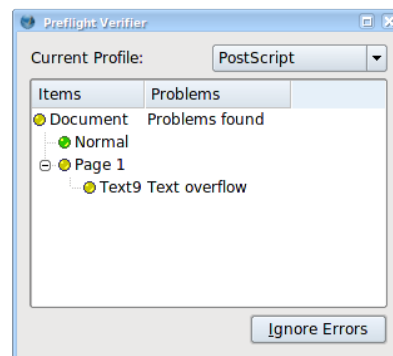 Preflight Verifier
Current Profile: PostScript
Items Problems
Document Problems found
Normal
Page 1
Text9 Text overflow
Ignore Errors